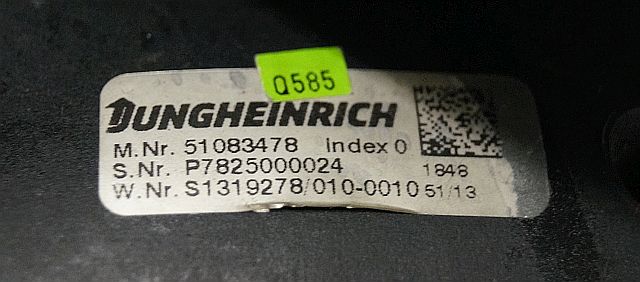 Q585
JUNGHEINRICH
M.Nr. 51083478 Index 0
S.Nr. P7825000024 1848
W.Nr. S1319278/010-0010 51/13